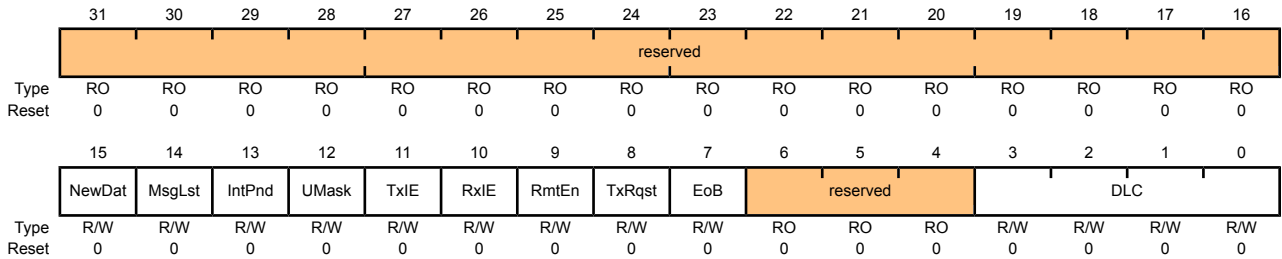 31 30 29 28 27 26 25 24 23 22 21 20 19 18 17 16
reserved
Type RO RO RO RO RO RO RO RO RO RO RO RO RO RO RO RO
Reset 0 0 0 0 0 0 0 0 0 0 0 0 0 0 0 0
15 14 13 12 11 10 9 8 7 6 5 4 3 2 1 0
NewDat MsgLst IntPnd UMask TxIE RxIE RmtEn TxRqst EoB reserved DLC
Type R/W R/W R/W R/W R/W R/W R/W R/W R/W RO RO RO R/W R/W R/W R/W
Reset 0 0 0 0 0 0 0 0 0 0 0 0 0 0 0 0